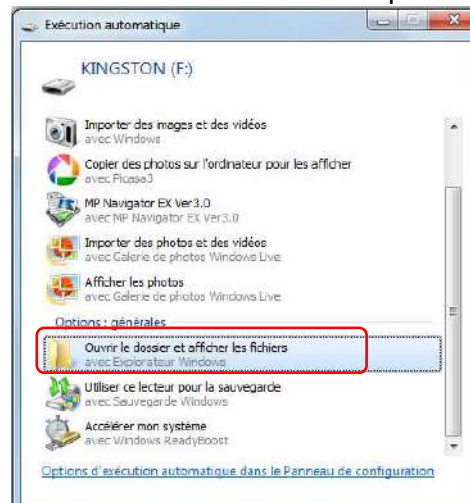 Exécution automatique
KINGSTON (F:)
Importer des images et des vidéos
avec Windows
Copier des photos sur l'ordinateur pour les afficher
avec Picasa3
MP Navigator EX Ver3.0
avec MP Navigator EX Ver3.0
Importer des photos et des vidéos
avec Galerie de photos Windows Live
Afficher les photos
avec Galerie de photos Windows Live
Options : générales
Ouvrir le dossier et afficher les fichiers
avec Explorateur Windows
Utiliser ce lecteur pour la sauvegarde
avec Sauvegarde Windows
Accélérer mon système
avec Windows ReadyBoost
Options d'exécution automatique dans le Panneau de configuration